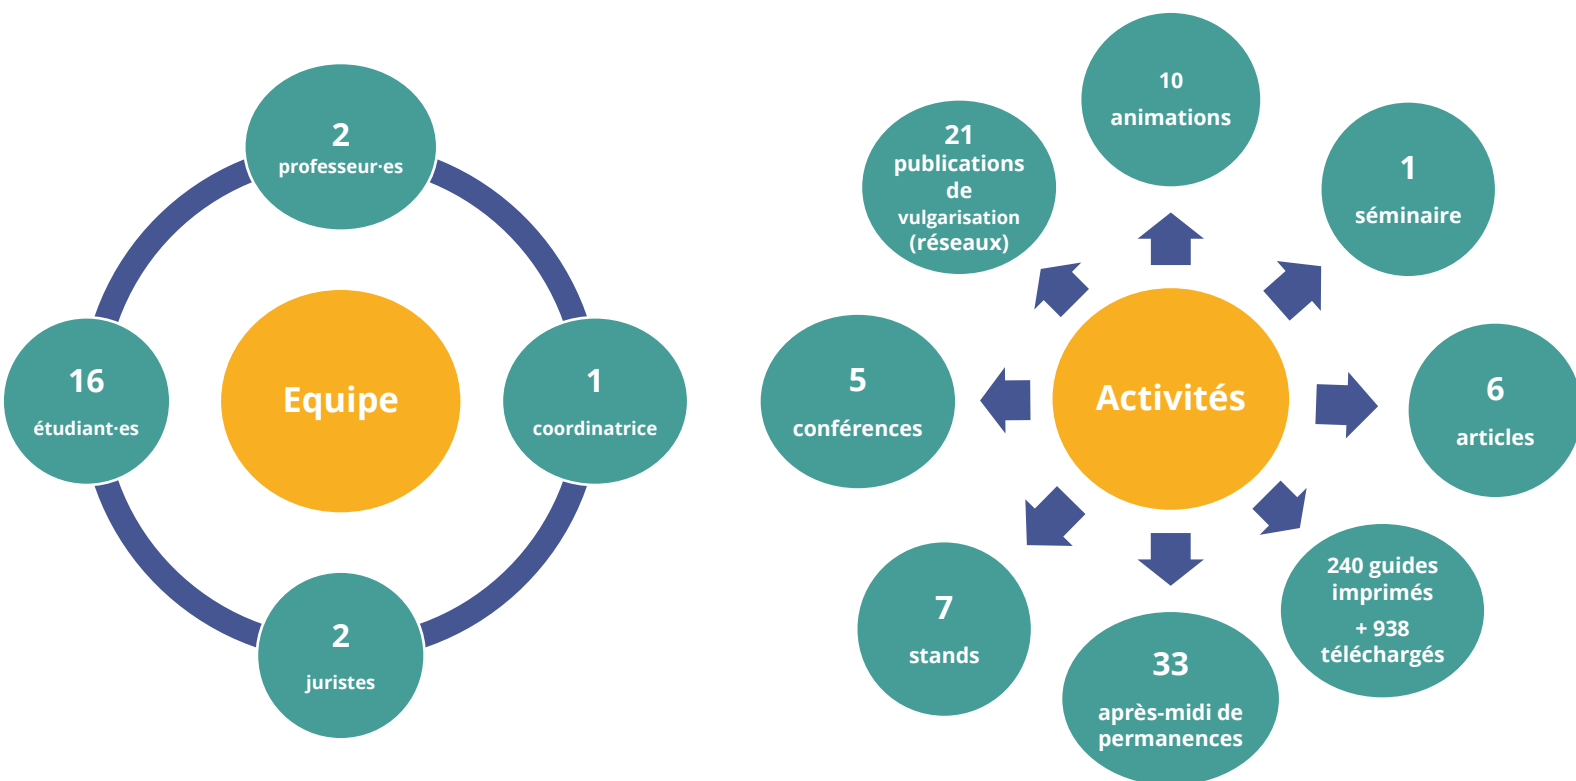 2
professeur·es
16
étudiant·es
Equipe
1
coordinatrice
2
juristes
10
animations
21
publications
de
vulgarisation
(réseaux)
1
séminaire
5
conférences
Activités
6
articles
7
stands
33
après-midi de
permanences
240 guides
imprimés
+ 938
téléchargés